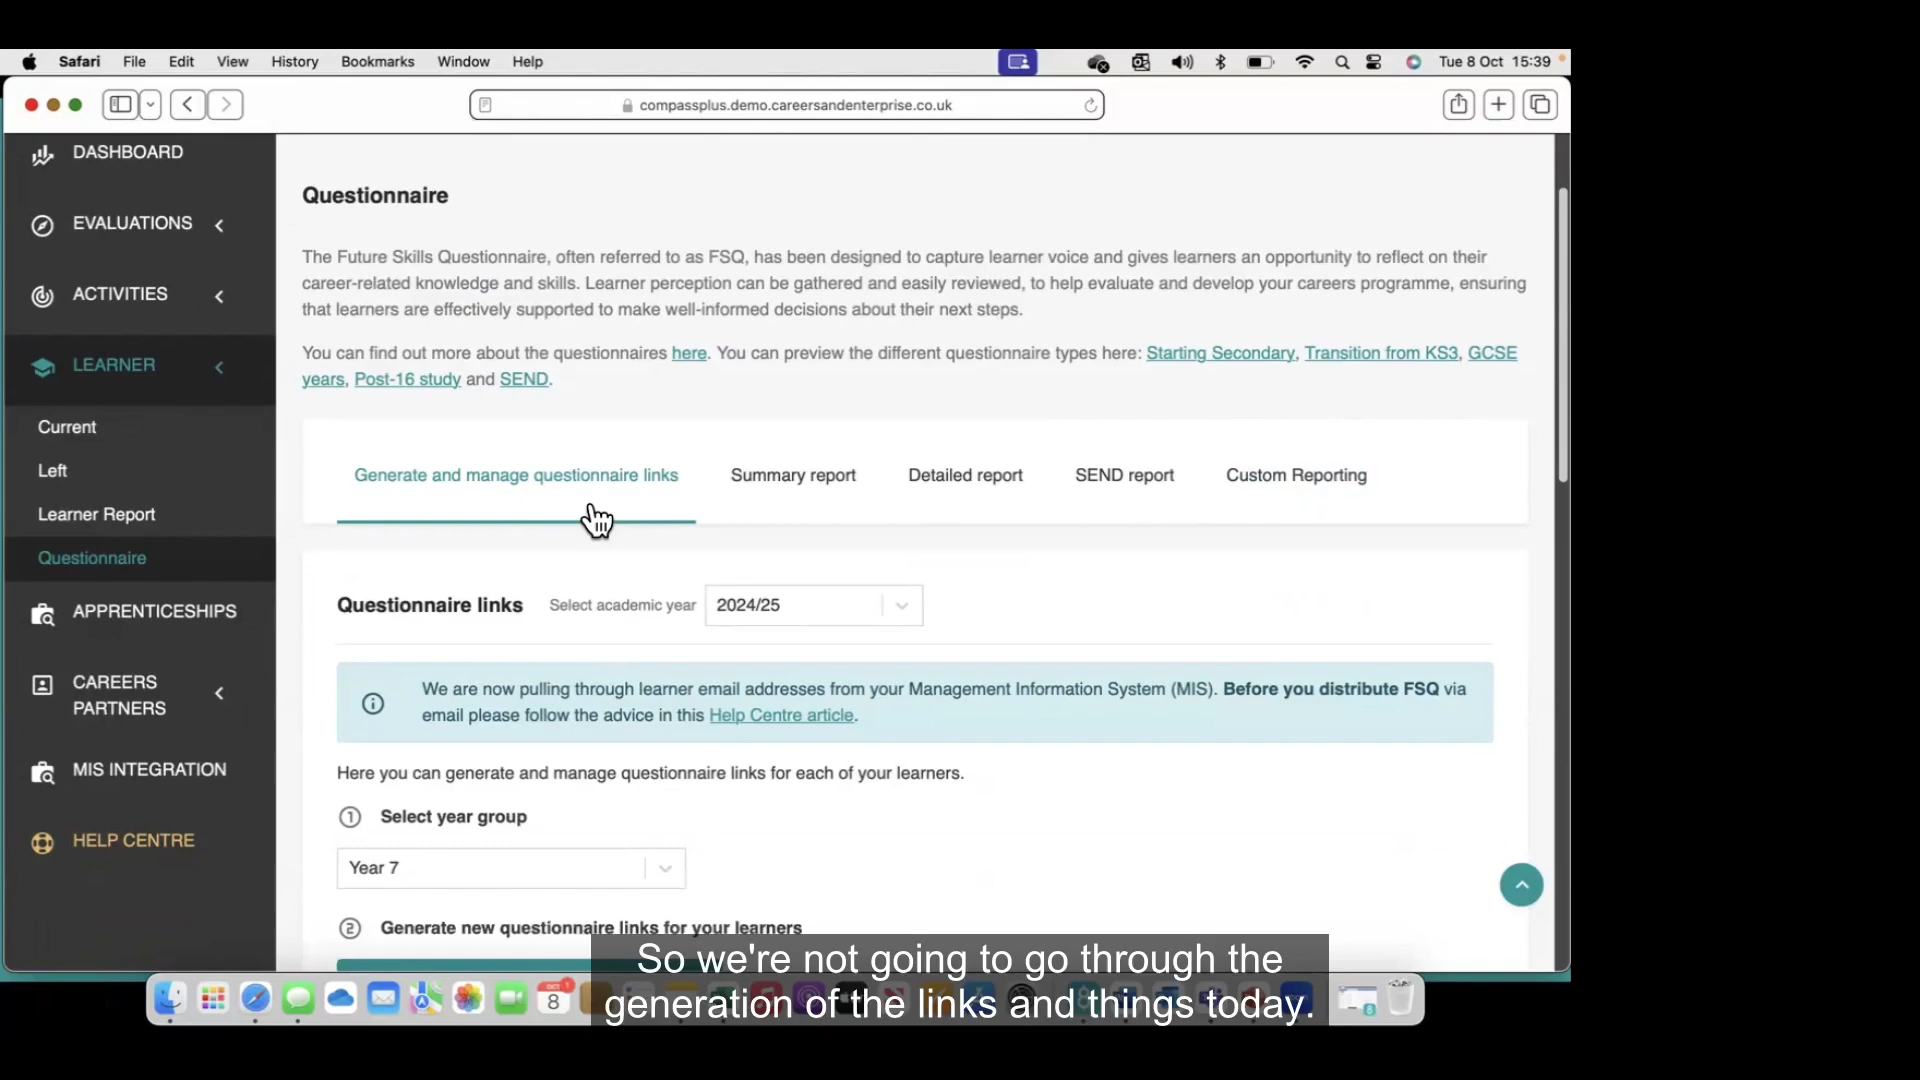 Safari File Edit View History Bookmarks Window Help Tue 8 Oct 15:39
compassplus.demo.careersandenterprise.co.uk
DASHBOARD
EVALUATIONS
ACTIVITIES
LEARNER
Current
Left
Learner Report
Questionnaire
APPRENTICESHIPS
CAREERS
PARTNERS
MIS INTEGRATION
HELP CENTRE
Questionnaire
The Future Skills Questionnaire, often referred to as FSQ, has been designed to capture learner voice and gives learners an opportunity to reflect on their
career-related knowledge and skills. Learner perception can be gathered and easily reviewed, to help evaluate and develop your careers programme, ensuring
that learners are effectively supported to make well-informed decisions about their next steps.
You can find out more about the questionnaires here. You can preview the different questionnaire types here: Starting Secondary, Transition from KS3, GCSE
years, Post-16 study and SEND.
Generate and manage questionnaire links Summary report Detailed report SEND report Custom Reporting
Questionnaire links Select academic year 2024/25
We are now pulling through learner email addresses from your Management Information System (MIS). Before you distribute FSQ via
email please follow the advice in this Help Centre article.
Here you can generate and manage questionnaire links for each of your learners.
1 Select year group
Year 7
2 Generate new questionnaire links for your learners
So we're not going to go through the
generation of the links and things today.
OCT
8